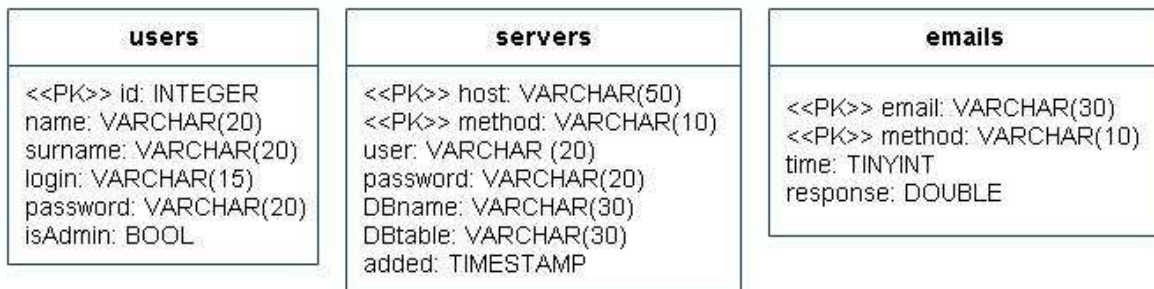 users
<<PK>> id: INTEGER
name: VARCHAR(20)
surname: VARCHAR(20)
login: VARCHAR(15)
password: VARCHAR(20)
isAdmin: BOOL
servers
<<PK>> host: VARCHAR(50)
<<PK>> method: VARCHAR(10)
user: VARCHAR (20)
password: VARCHAR(20)
DBname: VARCHAR(30)
DBtable: VARCHAR(30)
added: TIMESTAMP
emails
<<PK>> email: VARCHAR(30)
<<PK>> method: VARCHAR(10)
time: TINYINT
response: DOUBLE